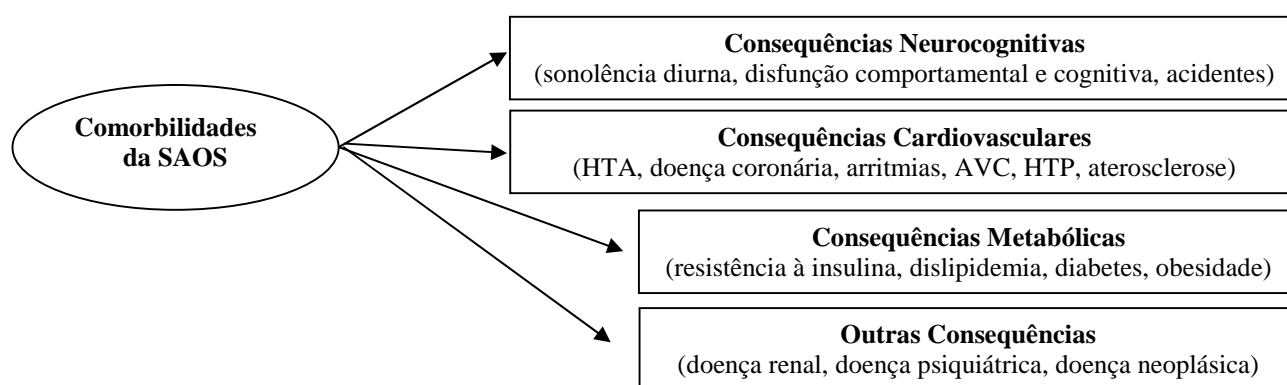 Comorbilidades
da SAOS
Consequências Neurocognitivas
(sonolência diurna, disfunção comportamental e cognitiva, acidentes)
Consequências Cardiovasculares
(HTA, doença coronária, arritmias, AVC, HTP, aterosclerose)
Consequências Metabólicas
(resistência à insulina, dislipidemia, diabetes, obesidade)
Outras Consequências
(doença renal, doença psiquiátrica, doença neoplásica)